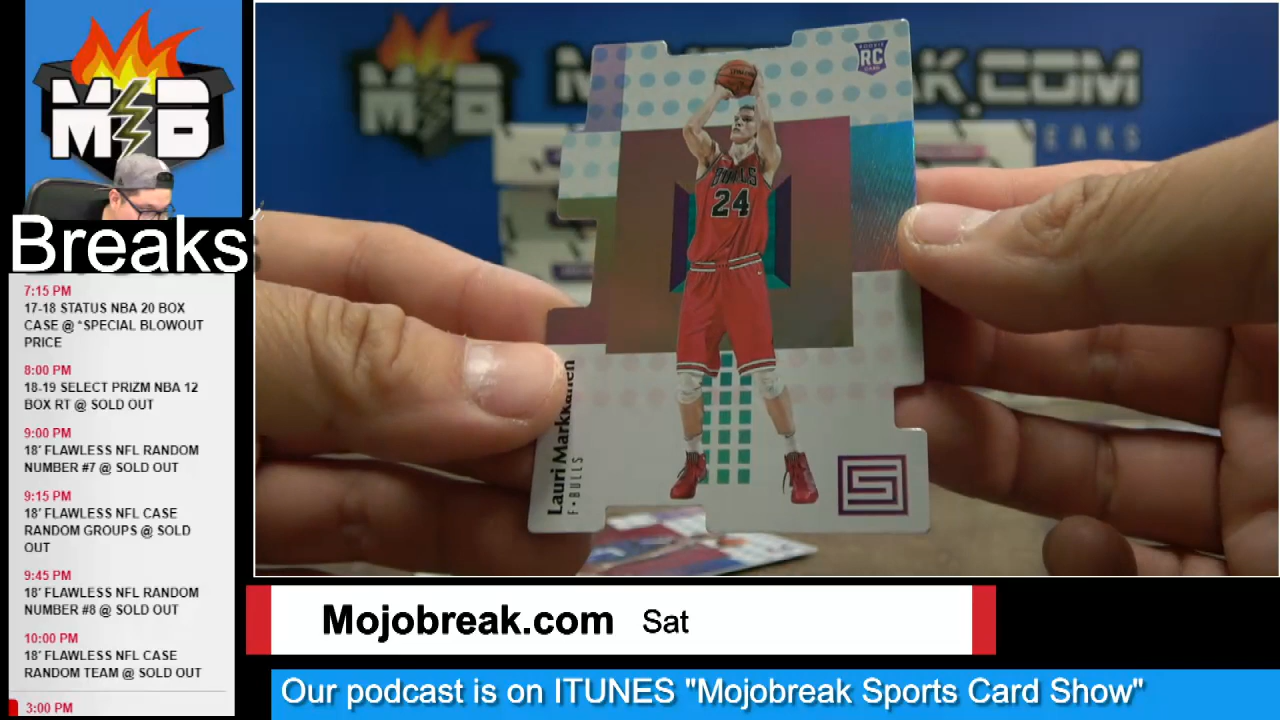 M B
Breaks
7:15 PM
17-18 STATUS NBA 20 BOX
CASE @ *SPECIAL BLOWOUT
PRICE
8:00 PM
18-19 SELECT PRIZM NBA 12
BOX RT @ SOLD OUT
9:00 PM
18' FLAWLESS NFL RANDOM
NUMBER #7 @ SOLD OUT
9:15 PM
18' FLAWLESS NFL CASE
RANDOM GROUPS @ SOLD
OUT
9:45 PM
18' FLAWLESS NFL RANDOM
NUMBER #8 @ SOLD OUT
10:00 PM
18' FLAWLESS NFL CASE
RANDOM TEAM @ SOLD OUT
3:00 PM
ROOKIE
RC
CARD
BULLS
24
Lauri Markkanen
F • BULLS
S
Mojobreak.com Sat
Our podcast is on ITUNES "Mojobreak Sports Card Show"